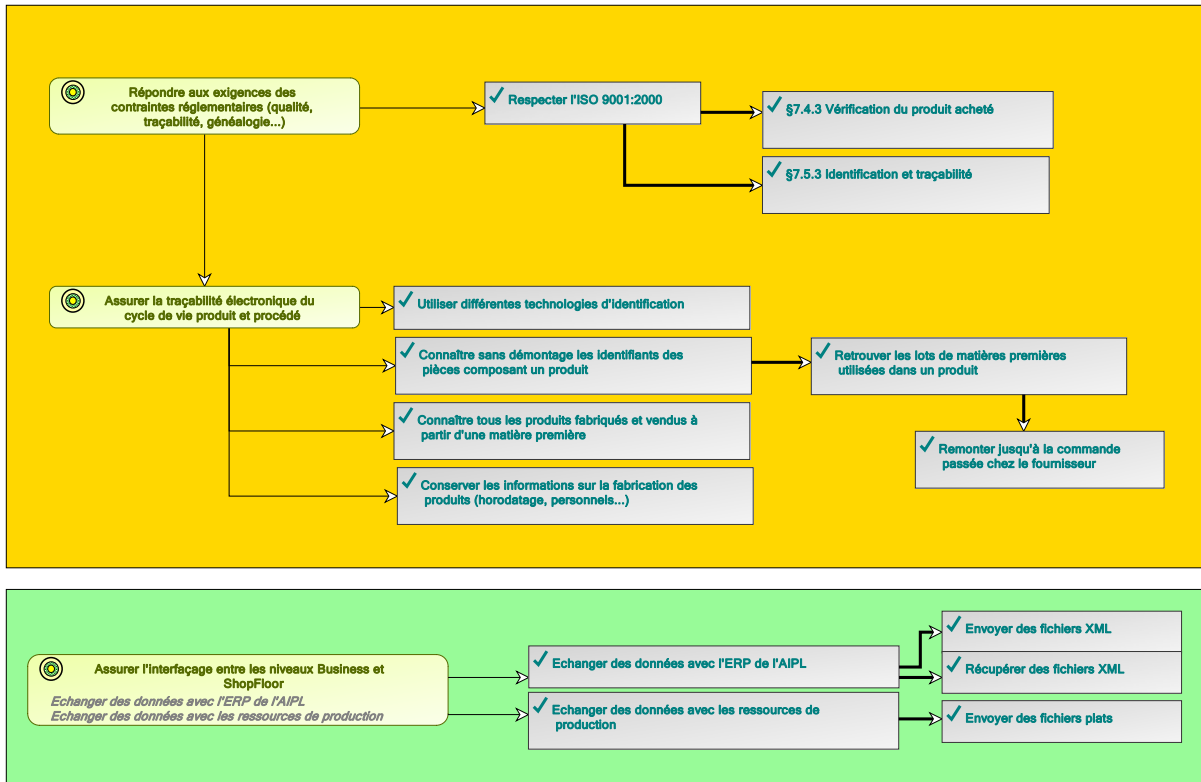 Répondre aux exigences des
contraintes réglementaires (qualité,
traçabilité, généalogie...)
Respecter l'ISO 9001:2000
§7.4.3 Vérification du produit acheté
§7.5.3 Identification et traçabilité
Assurer la traçabilité électronique du
cycle de vie produit et procédé
Utiliser différentes technologies d'identification
Connaître sans démontage les identifiants des
pièces composant un produit
Retrouver les lots de matières premières
utilisées dans un produit
Connaître tous les produits fabriqués et vendus à
partir d'une matière première
Remonter jusqu'à la commande
passée chez le fournisseur
Conserver les informations sur la fabrication des
produits (horodatage, personnels...)
Assurer l'interfaçage entre les niveaux Business et
ShopFloor
Echanger des données avec l'ERP de l'AIPL
Echanger des données avec les ressources de production
Echanger des données avec l'ERP de l'AIPL
Envoyer des fichiers XML
Récupérer des fichiers XML
Echanger des données avec les ressources de
production
Envoyer des fichiers plats